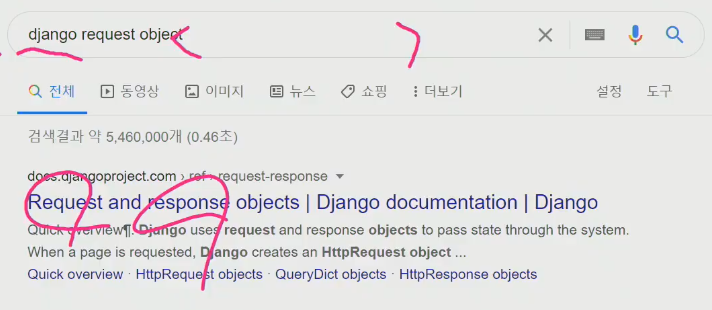 django request object
전체 동영상 이미지 뉴스 쇼핑 더보기 설정 도구
검색결과 약 5,460,000개 (0.46초)
docs.djangoproject.com › ref › request-response
Request and response objects | Django documentation | Django
Quick overview¶. Django uses request and response objects to pass state through the system.
When a page is requested, Django creates an HttpRequest object ...
Quick overview · HttpRequest objects · QueryDict objects · HttpResponse objects